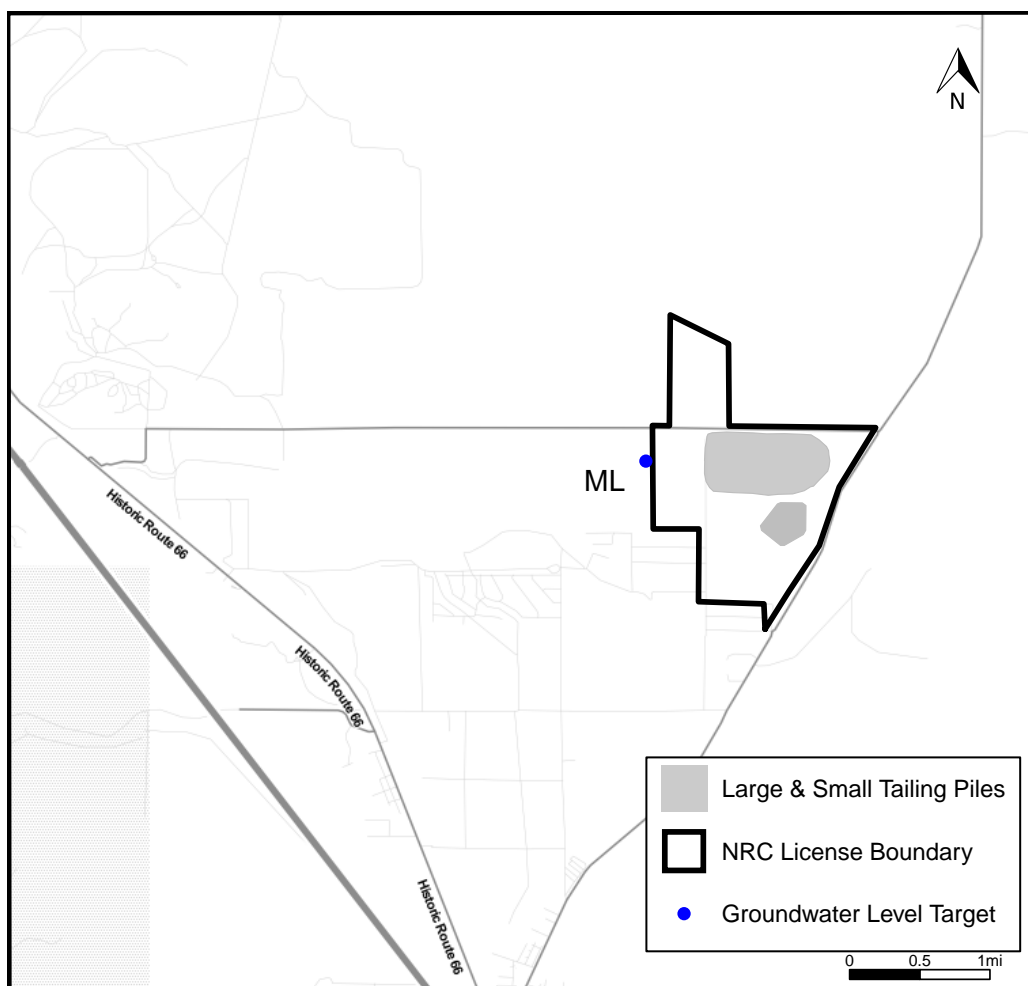 N
ML
Historic Route 66
Historic Route 66
Historic Route 66
Large & Small Tailing Piles
NRC License Boundary
Groundwater Level Target
0 0.5 1mi